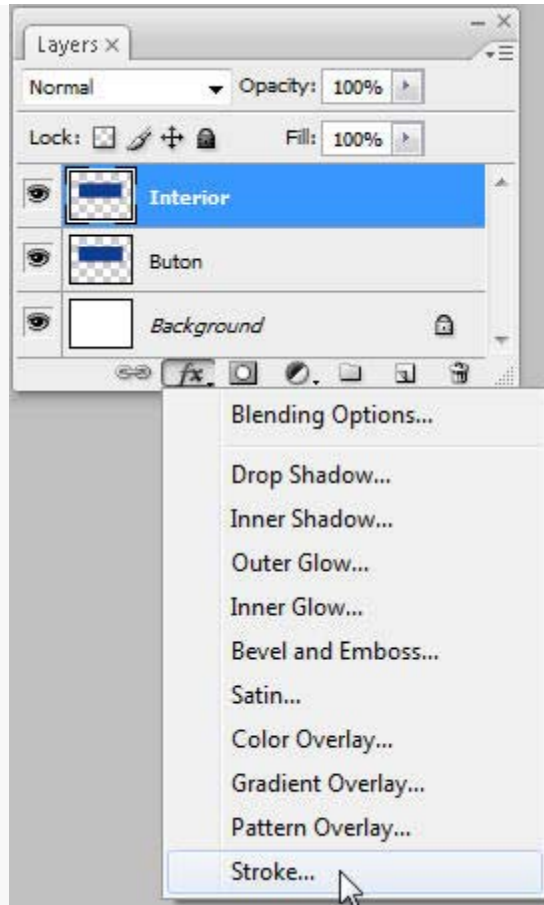 Layers ×
Normal Opacity: 100%
Lock: Fill: 100%
Interior
Buton
Background
fx.
Blending Options...
Drop Shadow...
Inner Shadow...
Outer Glow...
Inner Glow...
Bevel and Emboss...
Satin...
Color Overlay...
Gradient Overlay...
Pattern Overlay...
Stroke...